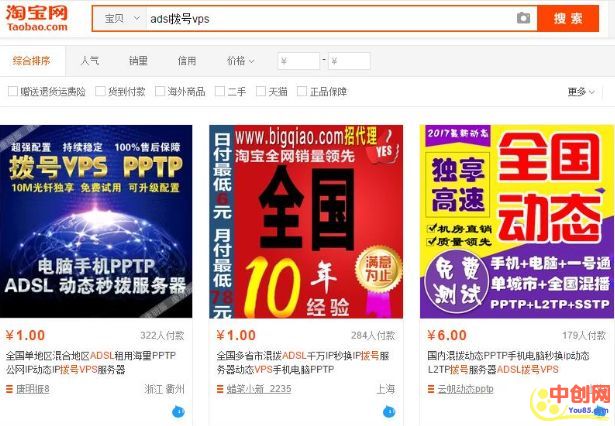 淘宝网
Taobao.com
宝贝
adsl拨号vps
搜 索
综合排序
人气
销量
信用
价格
¥
-
¥
赠送退货运费险
货到付款
海外商品
二手
天猫
正品保障
更多
超强配置 持续稳定 100%售后保障
拨号VPS PPTP
10M光钎独享 免费试用 可升级配置
电脑手机PPTP
ADSL 动态秒拨服务器
¥1.00
322人付款
全国单地区混合地区ADSL租用海里PPTP
公网IP动态IP拨号VPS服务器
唐明振8
浙江 衢州
www.bigqiao.com招代理
YES
淘宝全网销量领先
日付最低6元
月付最低78元
全国
10年
经验
满意为止
¥1.00
284人付款
全国多省市混拨ADSL千万IP秒换IP拨号服
务器动态VPS手机电脑PPTP
蜡笔小新_2235
上海
2017最新动态
独享
高速
全国
动态
机房直销
质量领先
免费
测试
手机+电脑+一号通
单城市+全国混播
PPTP+L2TP+SSTP
¥6.00
179人付款
国内混拨动态PPTP手机电脑秒换ip动态
L2TP拨号服务器ADSL拨号VPS
云帆动态pptp
中创网
You85.com